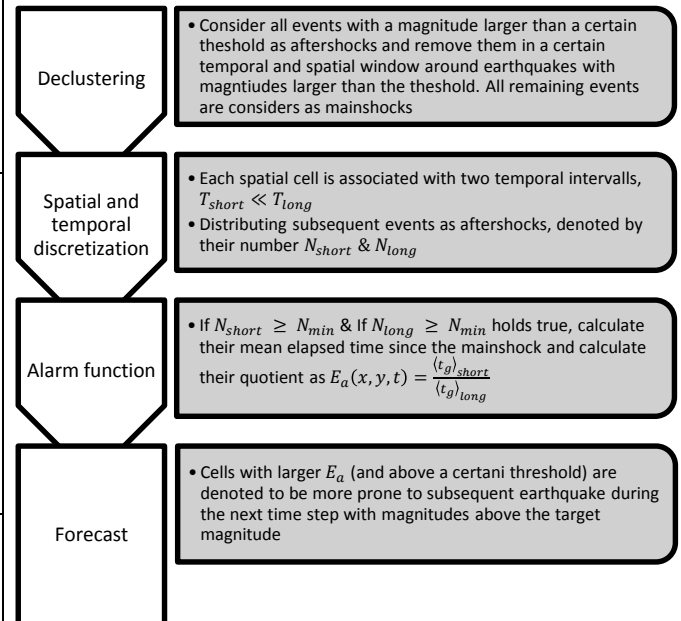 Declustering
• Consider all events with a magnitude larger than a certain
theshold as aftershocks and remove them in a certain
temporal and spatial window around earthquakes with
magntiudes larger than the theshold. All remaining events
are considers as mainshocks
Spatial and
temporal
discretization
• Each spatial cell is associated with two temporal intervalls,
T_short ≪ T_long
• Distributing subsequent events as aftershocks, denoted by
their number N_short & N_long
Alarm function
• If N_short ≥ N_min & If N_long ≥ N_min holds true, calculate
their mean elapsed time since the mainshock and calculate
their quotient as E_a(x, y, t) = ⟨t_g⟩_short / ⟨t_g⟩_long
Forecast
• Cells with larger E_a (and above a certani threshold) are
denoted to be more prone to subsequent earthquake during
the next time step with magnitudes above the target
magnitude